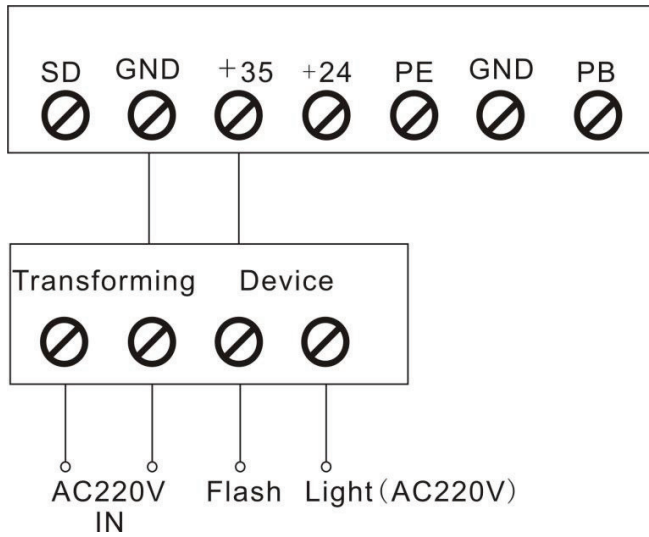 SD GND +35 +24 PE GND PB
Transforming Device
AC220V Flash Light(AC220V)
IN